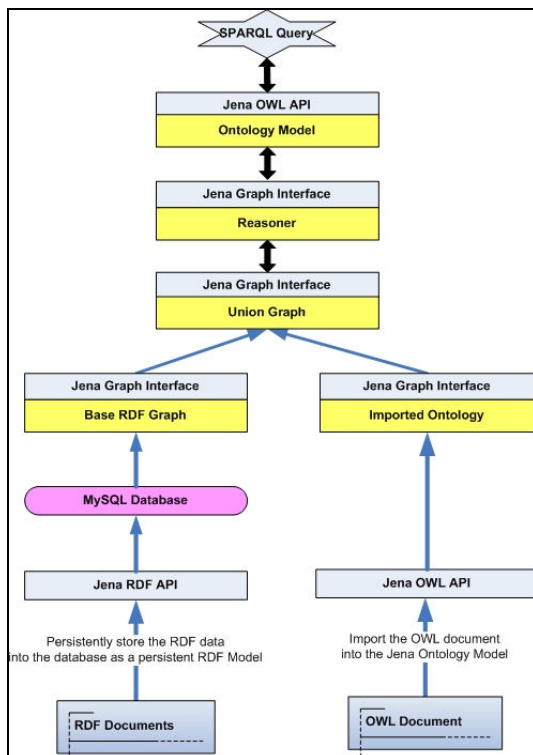 SPARQL Query
Jena OWL API
Ontology Model
Jena Graph Interface
Reasoner
Jena Graph Interface
Union Graph
Jena Graph Interface
Base RDF Graph
MySQL Database
Jena RDF API
Persistently store the RDF data
into the database as a persistent RDF Model
RDF Documents
Jena Graph Interface
Imported Ontology
Jena OWL API
Import the OWL document
into the Jena Ontology Model
OWL Document